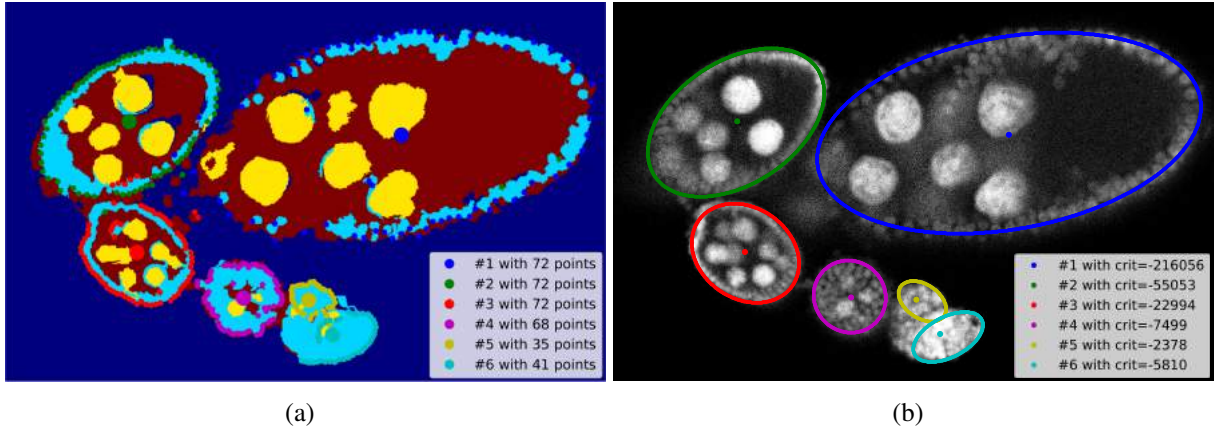 #1 with 72 points
#2 with 72 points
#3 with 72 points
#4 with 68 points
#5 with 35 points
#6 with 41 points
#1 with crit=-216056
#2 with crit=-55053
#3 with crit=-22994
#4 with crit=-7499
#5 with crit=-2378
#6 with crit=-5810
(a)
(b)